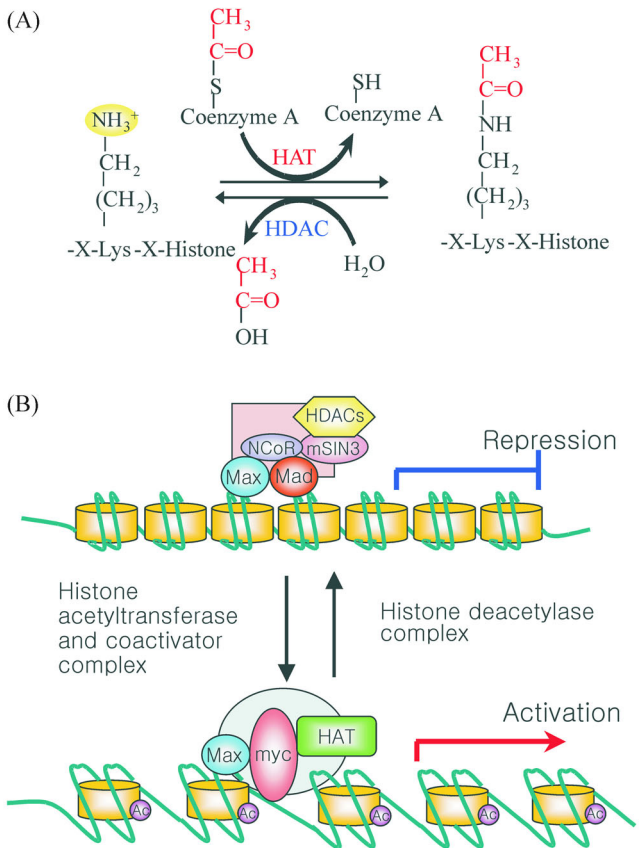 (A)
CH3
C=O
S
Coenzyme A
SH
Coenzyme A
CH3
C=O
NH
CH2
(CH2)3
-X-Lys-X-Histone
NH3+
CH2
(CH2)3
-X-Lys -X-Histone
HAT
HDAC
CH3
C=O
OH
H2O
(B)
HDACs
NCoR
mSIN3
Max
Mad
Repression
Histone
acetyltransferase
and coactivator
complex
Histone deacetylase
complex
Max
myc
HAT
Activation
Ac
Ac
Ac
Ac
Ac